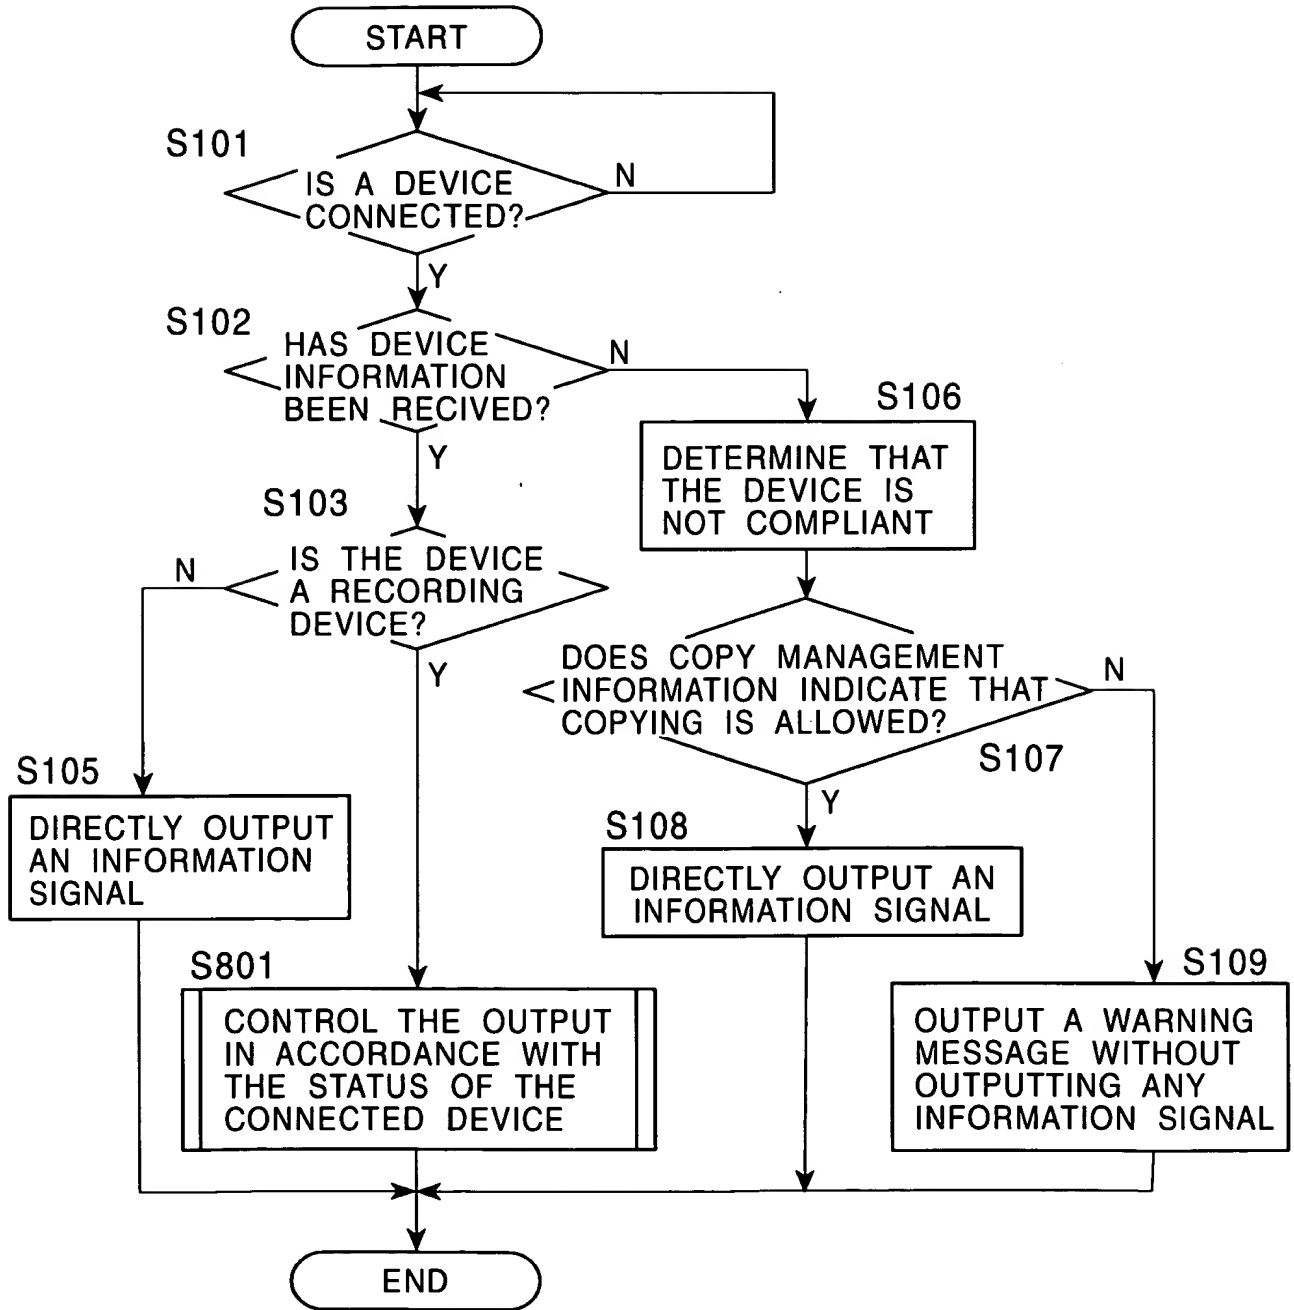 START
S101
IS A DEVICE
CONNECTED?
N
Y
S102
HAS DEVICE
INFORMATION
BEEN RECIVED?
N
Y
S106
DETERMINE THAT
THE DEVICE IS
NOT COMPLIANT
S103
IS THE DEVICE
A RECORDING
DEVICE?
N
Y
DOES COPY MANAGEMENT
INFORMATION INDICATE THAT
COPYING IS ALLOWED?
N
S107
Y
S105
DIRECTLY OUTPUT
AN INFORMATION
SIGNAL
S108
DIRECTLY OUTPUT AN
INFORMATION SIGNAL
S801
CONTROL THE OUTPUT
IN ACCORDANCE WITH
THE STATUS OF THE
CONNECTED DEVICE
S109
OUTPUT A WARNING
MESSAGE WITHOUT
OUTPUTTING ANY
INFORMATION SIGNAL
END